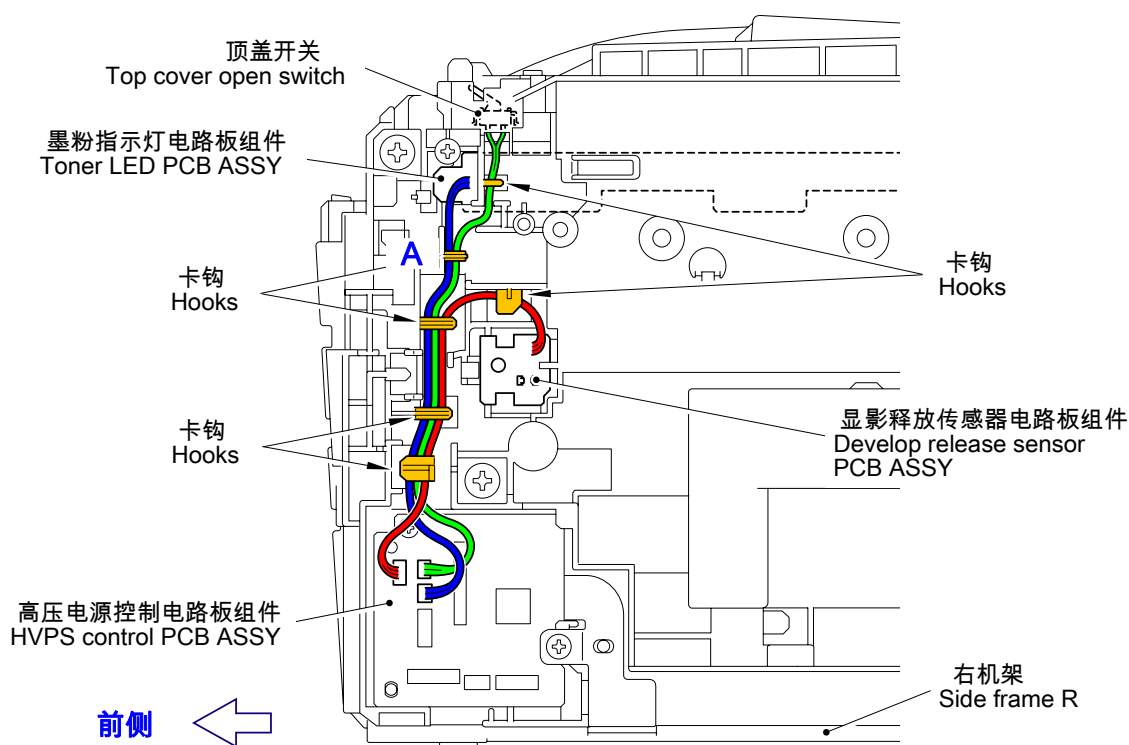 顶盖开关
Top cover open switch
墨粉指示灯电路板组件
Toner LED PCB ASSY
A
卡钩
Hooks
卡钩
Hooks
显影释放传感器电路板组件
Develop release sensor
PCB ASSY
卡钩
Hooks
高压电源控制电路板组件
HVPS control PCB ASSY
右机架
Side frame R
前侧